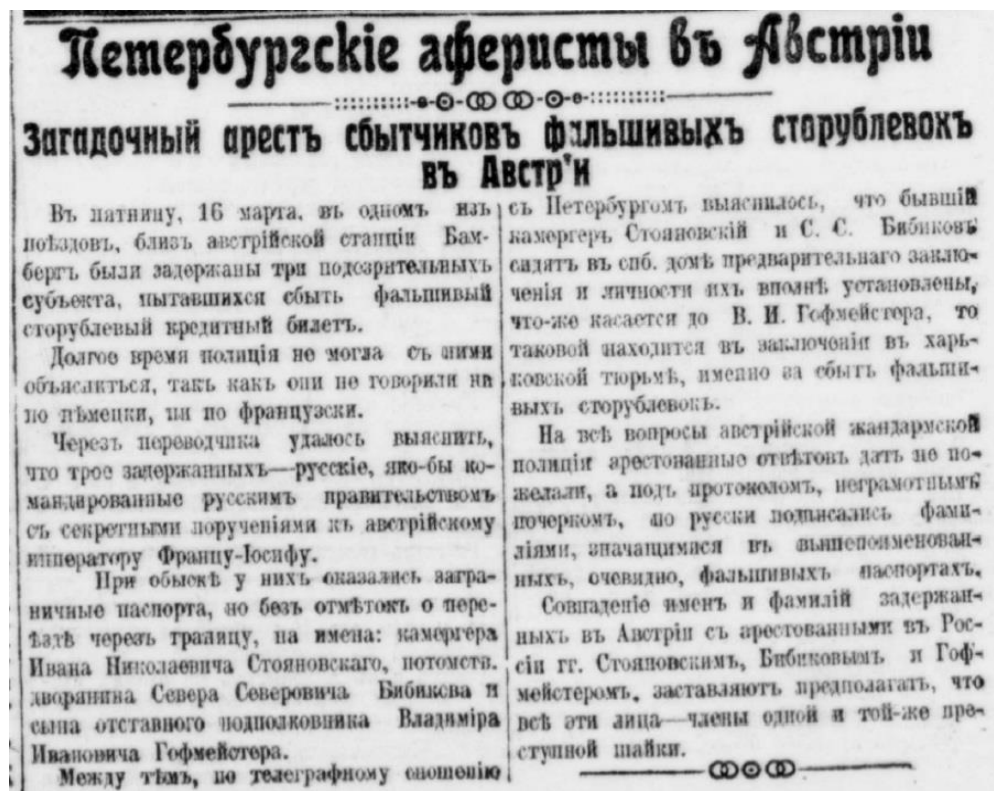 Петербургскіе аферисты въ Австріи
Загадочный арестъ сбытчиковъ фальшивыхъ сторублевокъ
въ Австріи
Въ пятницу, 16 марта, въ одномъ изъ
поѣздовъ, близъ австрійской станціи Бам-
бергъ были задержаны три подозрительныхъ
субъекта, пытавшихся сбыть фальшивый
сторублевый кредитный билетъ.
Долгое время полиція не могла съ ними
объясниться, такъ какъ они не говорили ни
по нѣмецки, ни по французски.
Черезъ переводчика удалось выяснить,
что трое задержанныхъ—русскіе, яко-бы ко-
мандированные русскимъ правительствомъ
съ секретными порученіями къ австрійскому
императору Францу-Іосифу.
При обыскѣ у нихъ оказались загра-
ничные паспорта, но безъ отмѣтокъ о пере-
ѣздѣ черезъ границу, на имена: камергера
Ивана Николаевича Стояновскаго, потомств.
дворянина Севера Северовича Бибикова и
сына отставного подполковника Владиміра
Ивановича Гофмейстера.
Между тѣмъ, по телеграфному сношенію
съ Петербургомъ выяснилось, что бывшій
камергеръ Стояновскій и С. С. Бибиковъ
сидятъ въ спб. домѣ предварительнаго заклю-
ченія и личности ихъ вполнѣ установлены,
что-же касается до В. И. Гофмейстера, то
таковой находится въ заключеніи въ харь-
ковской тюрьмѣ, именно за сбытъ фальши-
выхъ сторублевокъ.
На всѣ вопросы австрійской жандармской
полиціи арестованные отвѣтовъ дать не по-
желали, а подъ протоколомъ, неграмотнымъ
почеркомъ, по русски подписались фами-
ліями, значащимися въ вышепоименован-
ныхъ, очевидно, фальшивыхъ паспортахъ.
Совпаденіе именъ и фамилій задержан-
ныхъ въ Австріи съ арестованными въ Рос-
сіи гг. Стояновскимъ, Бибиковымъ и Гоф-
мейстеромъ, заставляютъ предполагать, что
всѣ эти лица—члены одной и той-же пре-
ступной шайки.